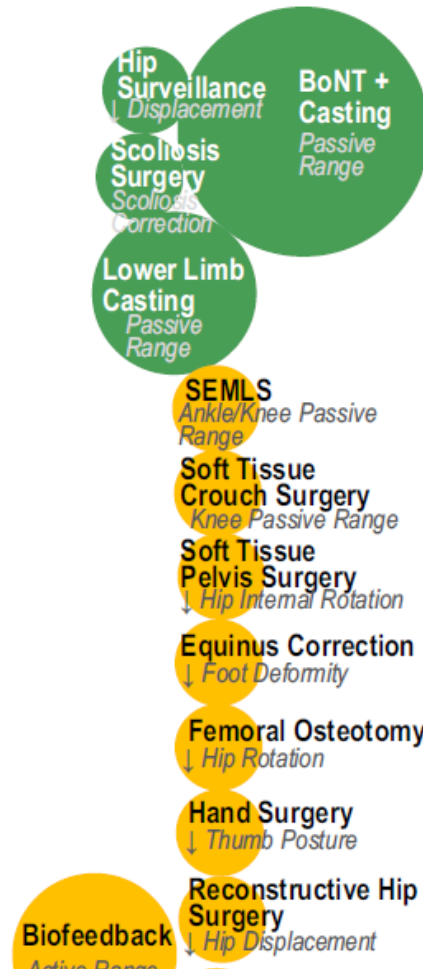 Hip
Surveillance
↓ Displacement
BoNT +
Casting
Passive
Range
Scoliosis
Surgery
Scoliosis
Correction
Lower Limb
Casting
Passive
Range
SEMLS
Ankle/Knee Passive
Range
Soft Tissue
Crouch Surgery
Knee Passive Range
Soft Tissue
Pelvis Surgery
↓ Hip Internal Rotation
Equinus Correction
↓ Foot Deformity
Femoral Osteotomy
↓ Hip Rotation
Hand Surgery
↓ Thumb Posture
Reconstructive Hip
Surgery
↓ Hip Displacement
Biofeedback
Active Range